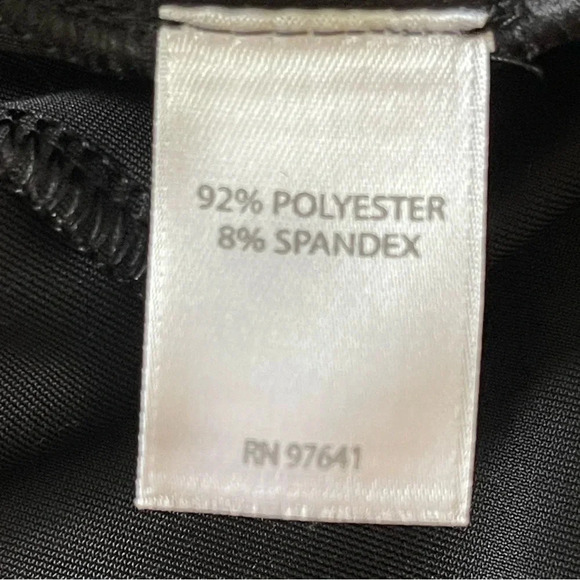 92% POLYESTER
8% SPANDEX
RN 97641